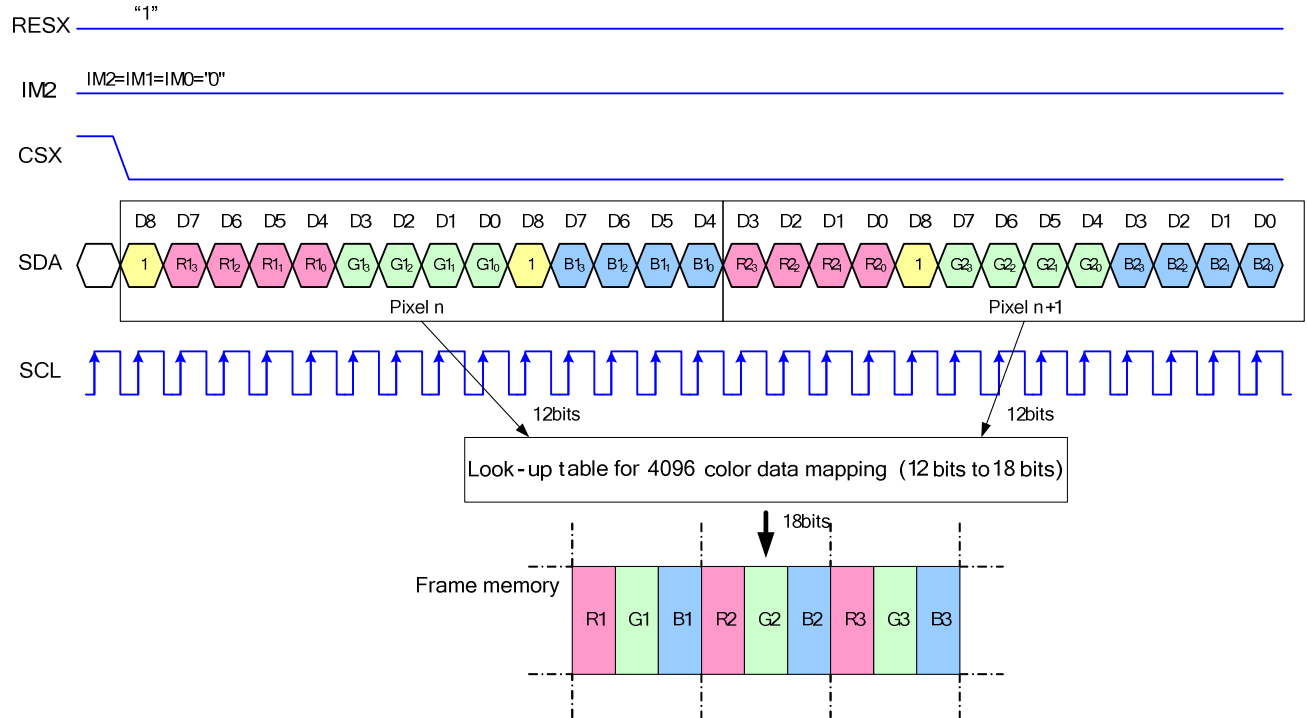 “1”
RESX
IM2=IM1=IM0="0"
IM2
CSX
D8 D7 D6 D5 D4 D3 D2 D1 D0 D8 D7 D6 D5 D4 D3 D2 D1 D0 D8 D7 D6 D5 D4 D3 D2 D1 D0
SDA 1 R1₃ R1₂ R1₁ R1₀ G1₃ G1₂ G1₁ G1₀ 1 B1₃ B1₂ B1₁ B1₀ R2₃ R2₂ R2₁ R2₀ 1 G2₃ G2₂ G2₁ G2₀ B2₃ B2₂ B2₁ B2₀
Pixel n Pixel n+1
SCL
12bits 12bits
Look-up table for 4096 color data mapping (12 bits to 18 bits)
18bits
Frame memory
R1 G1 B1 R2 G2 B2 R3 G3 B3